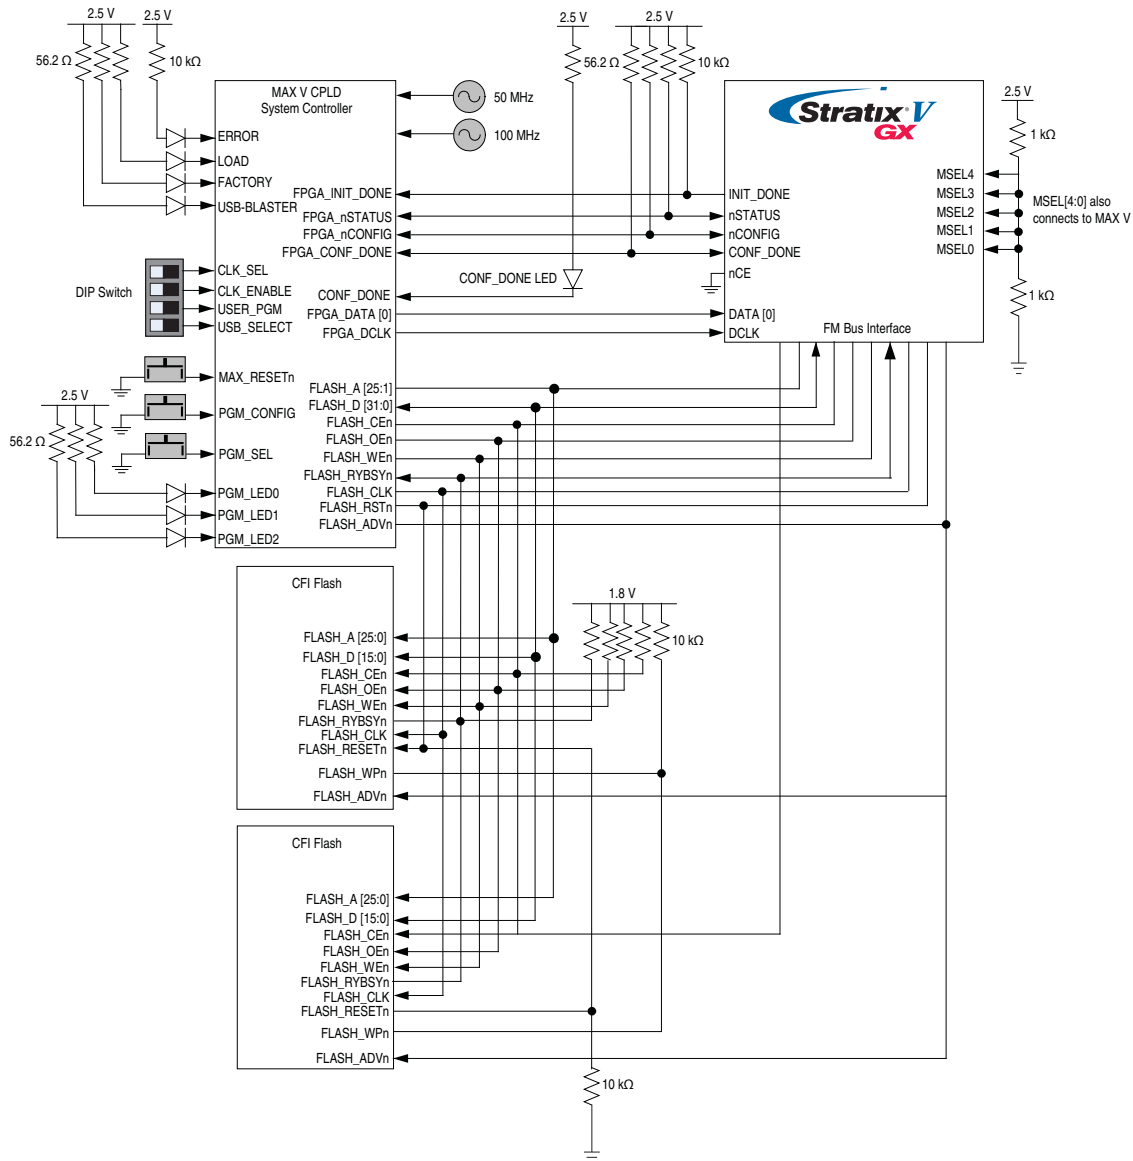 2.5 V
2.5 V
56.2 Ω
10 kΩ
MAX V CPLD
System Controller
50 MHz
100 MHz
ERROR
LOAD
FACTORY
USB-BLASTER
FPGA_INIT_DONE
FPGA_nSTATUS
FPGA_nCONFIG
FPGA_CONF_DONE
DIP Switch
CLK_SEL
CLK_ENABLE
USER_PGM
USB_SELECT
CONF_DONE
FPGA_DATA [0]
FPGA_DCLK
MAX_RESETn
PGM_CONFIG
PGM_SEL
2.5 V
56.2 Ω
PGM_LED0
PGM_LED1
PGM_LED2
FLASH_A [25:1]
FLASH_D [31:0]
FLASH_CEn
FLASH_OEn
FLASH_WEn
FLASH_RYBSYn
FLASH_CLK
FLASH_RSTn
FLASH_ADVn
2.5 V
2.5 V
56.2 Ω
10 kΩ
CONF_DONE LED
Stratix V
GX
INIT_DONE
nSTATUS
nCONFIG
CONF_DONE
nCE
DATA [0]
DCLK
FM Bus Interface
MSEL4
MSEL3
MSEL2
MSEL1
MSEL0
2.5 V
1 kΩ
MSEL[4:0] also
connects to MAX V
1 kΩ
CFI Flash
FLASH_A [25:0]
FLASH_D [15:0]
FLASH_CEn
FLASH_OEn
FLASH_WEn
FLASH_RYBSYn
FLASH_CLK
FLASH_RESETn
FLASH_WPn
FLASH_ADVn
1.8 V
10 kΩ
CFI Flash
FLASH_A [25:0]
FLASH_D [15:0]
FLASH_CEn
FLASH_OEn
FLASH_WEn
FLASH_RYBSYn
FLASH_CLK
FLASH_RESETn
FLASH_WPn
FLASH_ADVn
10 kΩ